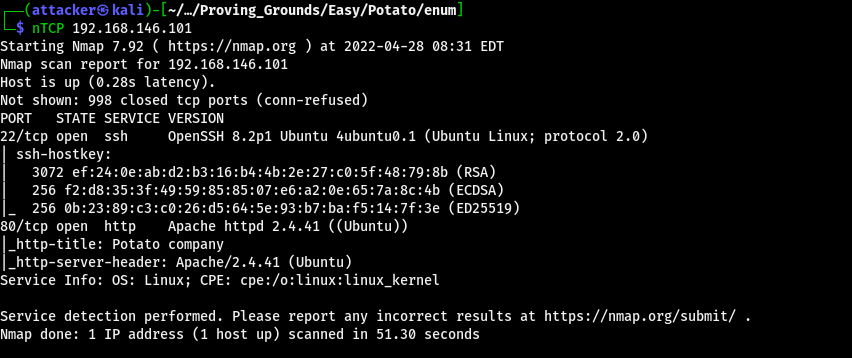 ┌──(attacker㉿kali)-[~/…/Proving_Grounds/Easy/Potato/enum]
└─$ nTCP 192.168.146.101
Starting Nmap 7.92 ( https://nmap.org ) at 2022-04-28 08:31 EDT
Nmap scan report for 192.168.146.101
Host is up (0.28s latency).
Not shown: 998 closed tcp ports (conn-refused)
PORT   STATE SERVICE VERSION
22/tcp open  ssh     OpenSSH 8.2p1 Ubuntu 4ubuntu0.1 (Ubuntu Linux; protocol 2.0)
| ssh-hostkey:
|   3072 ef:24:0e:ab:d2:b3:16:b4:4b:2e:27:c0:5f:48:79:8b (RSA)
|   256 f2:d8:35:3f:49:59:85:85:07:e6:a2:0e:65:7a:8c:4b (ECDSA)
|_  256 0b:23:89:c3:c0:26:d5:64:5e:93:b7:ba:f5:14:7f:3e (ED25519)
80/tcp open  http    Apache httpd 2.4.41 ((Ubuntu))
|_http-title: Potato company
|_http-server-header: Apache/2.4.41 (Ubuntu)
Service Info: OS: Linux; CPE: cpe:/o:linux:linux_kernel
Service detection performed. Please report any incorrect results at https://nmap.org/submit/ .
Nmap done: 1 IP address (1 host up) scanned in 51.30 seconds